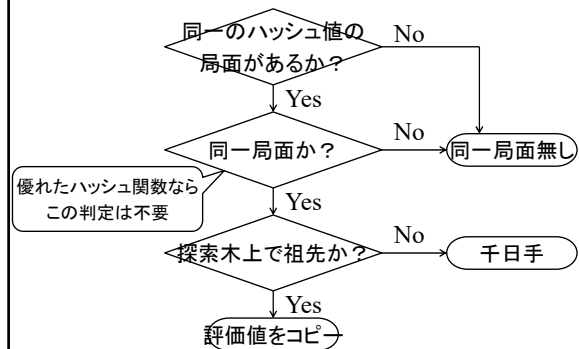 同一のハッシュ値の
局面があるか?
No
Yes
同一局面か?
No
同一局面無し
優れたハッシュ関数なら
この判定は不要
Yes
探索木上で祖先か?
No
千日手
Yes
評価値をコピー